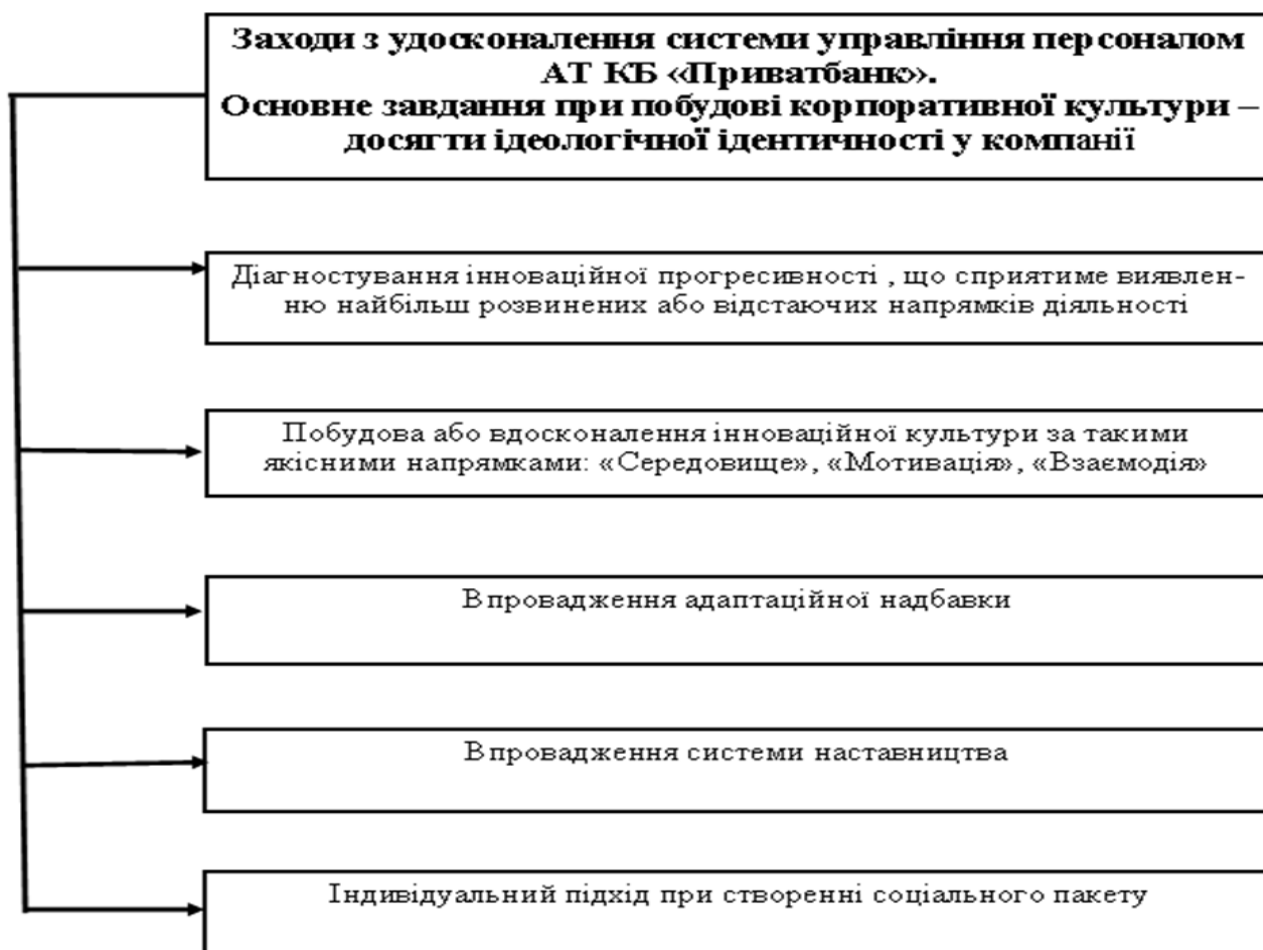 Заходи з удосконалення системи управління персоналом
АТ КБ «Приватбанк».
Основне завдання при побудові корпоративної культури –
досягти ідеологічної ідентичності у компанії
Діагностування інноваційної прогресивності , що сприятиме виявлен-
ню найбільш розвинених або відстаючих напрямків діяльності
Побудова або вдосконалення інноваційної культури за такими
якісними напрямками: «Середовище», «Мотивація», «Взаємодія»
Впровадження адаптаційної надбавки
Впровадження системи наставництва
Індивідуальний підхід при створенні соціального пакету